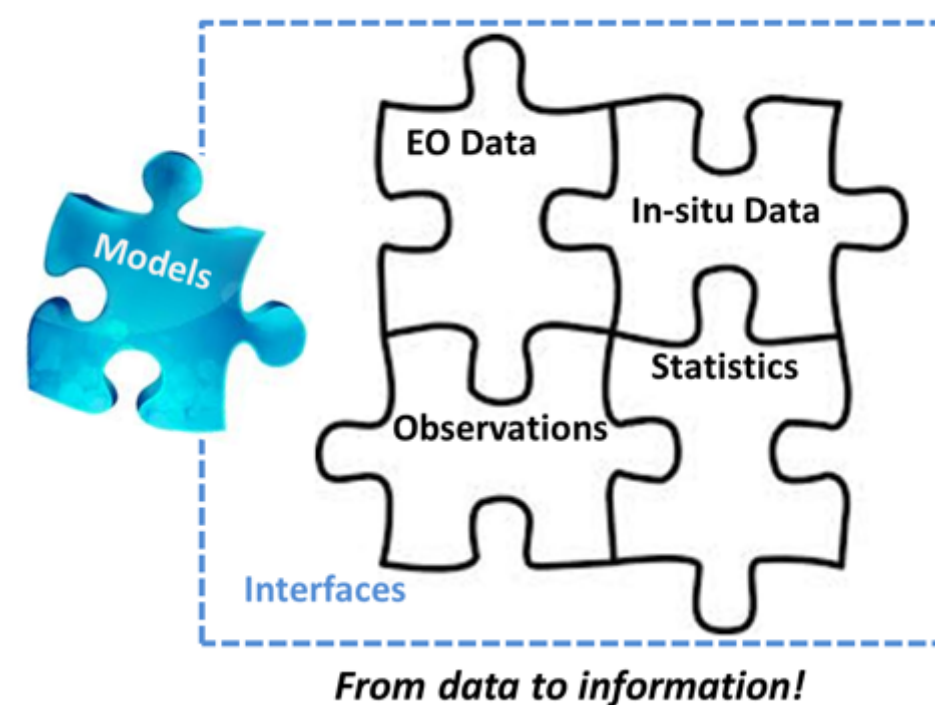 EO Data
In-situ Data
Models
Statistics
Observations
Interfaces
From data to information!